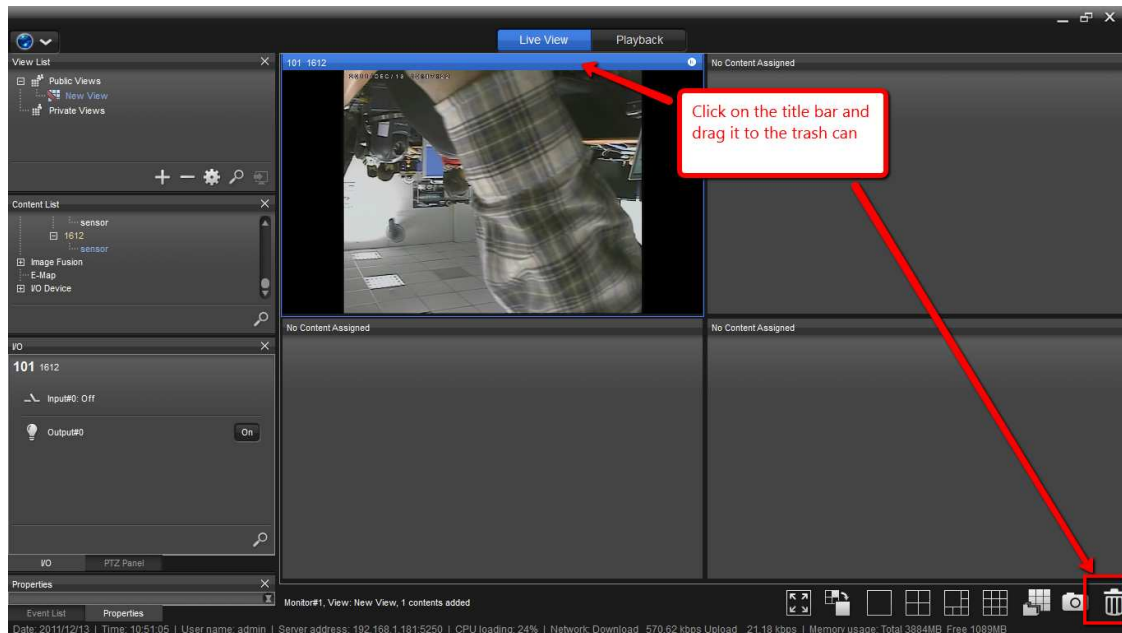 Live View Playback
View List
101 1612
No Content Assigned
Public Views
New View
Private Views
Click on the title bar and
drag it to the trash can
Content List
sensor
1612
sensor
Image Fusion
E-Map
I/O Device
No Content Assigned
No Content Assigned
I/O
101 1612
Input#0: Off
Output#0 On
I/O PTZ Panel
Properties
Monitor#1, View: New View, 1 contents added
Event List Properties
Date: 2011/12/13 | Time: 10:51:05 | User name: admin | Server address: 192.168.1.181:5250 | CPU loading: 24% | Network: Download 570.62 kbps Upload 21.18 kbps | Memory usage: Total 3884MB Free 1089MB